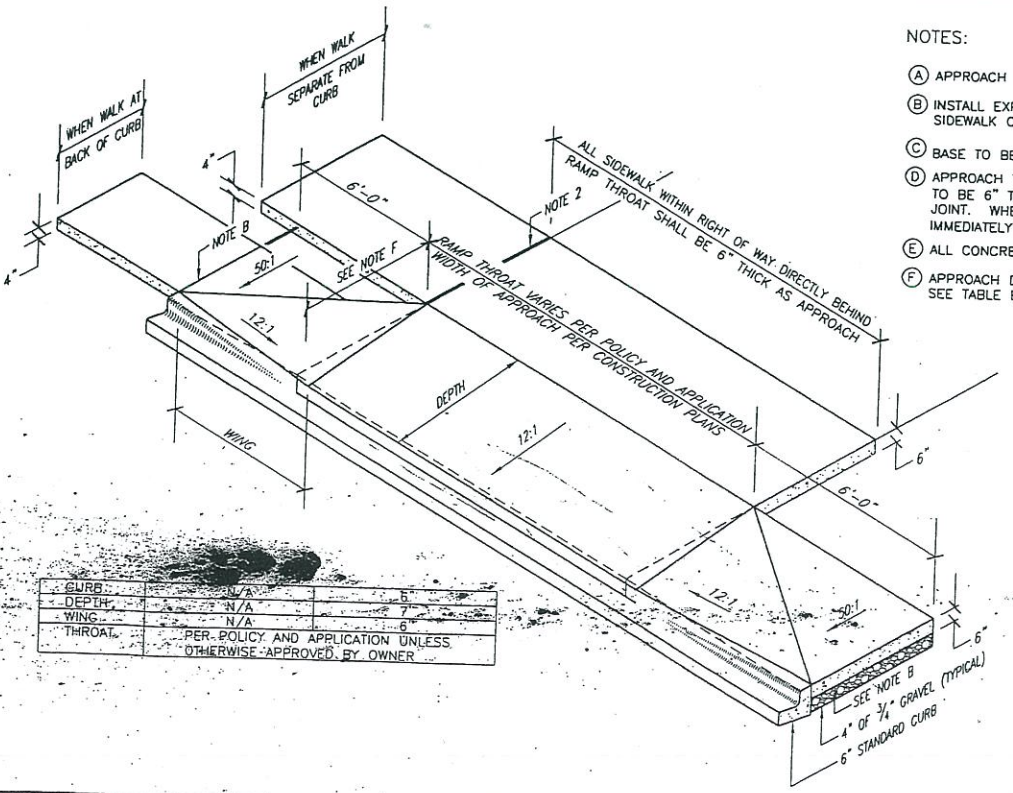 NOTES:
Ⓐ APPROACH
Ⓑ INSTALL EXP
SIDEWALK C
Ⓒ BASE TO BE
Ⓓ APPROACH
TO BE 6" T
JOINT. WHE
IMMEDIATELY
Ⓔ ALL CONCRE
Ⓕ APPROACH D
SEE TABLE B
WHEN WALK AT
BACK OF CURB
WHEN WALK
SEPARATE FROM
CURB
4"
4"
6'-0"
NOTE B
50:1
SEE NOTE F
12:1
NOTE 2
ALL SIDEWALK WITHIN RIGHT OF WAY DIRECTLY BEHIND
RAMP THROAT SHALL BE 6" THICK AS APPROACH
RAMP THROAT VARIES PER POLICY AND APPLICATION
WIDTH OF APPROACH PER CONSTRUCTION PLANS
DEPTH
12:1
WING
6"
6'-0"
12:1
50:1
6"
SEE NOTE B
4" OF 3/4" GRAVEL (TYPICAL)
6" STANDARD CURB
CURB N/A 6"
DEPTH N/A 7'
WING N/A 6'
THROAT PER POLICY AND APPLICATION UNLESS
OTHERWISE APPROVED BY OWNER